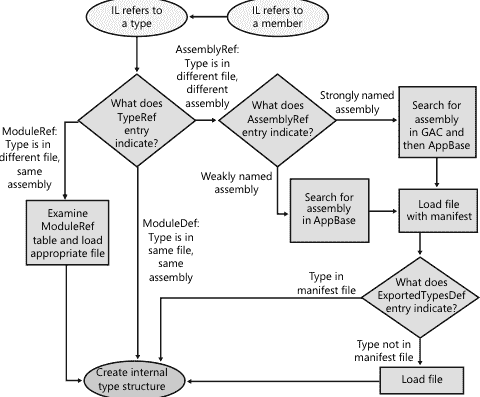 IL refers to
a type
IL refers to
a member
AssemblyRef:
Type is in
different file,
different
assembly
What does
TypeRef
entry
indicate?
What does
AssemblyRef
entry indicate?
Strongly named
assembly
Search for
assembly
in GAC and
then AppBase
ModuleRef:
Type is in
different file,
same
assembly
Weakly named
assembly
Search for
assembly
in AppBase
Load file
with manifest
Examine
ModuleRef
table and load
appropriate file
ModuleDef:
Type is in
same file,
same
assembly
Type in
manifest file
What does
ExportedTypesDef
entry indicate?
Type not in
manifest file
Create internal
type structure
Load file